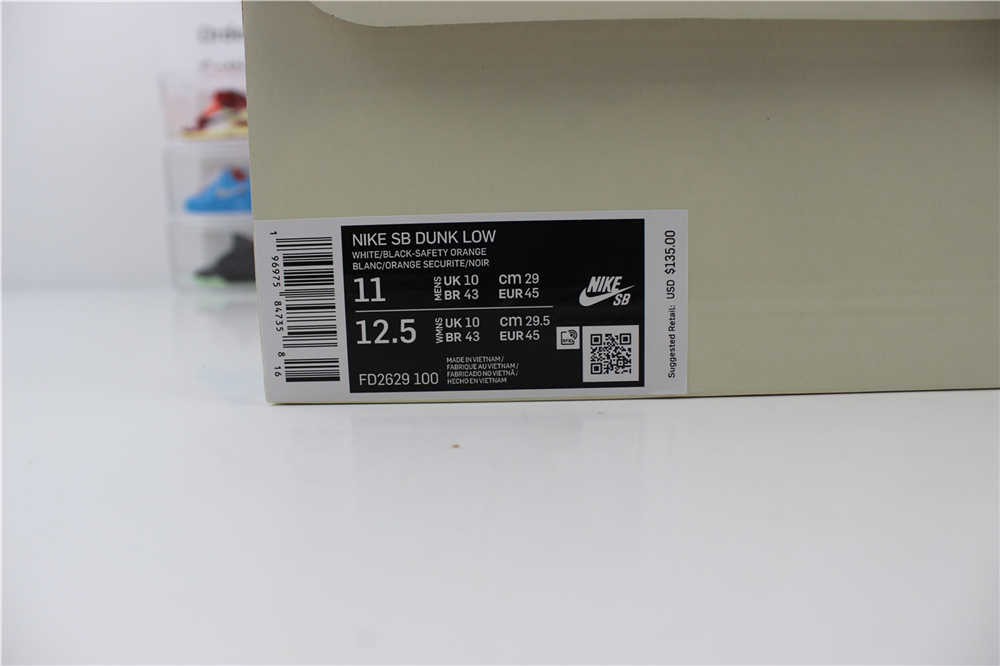 NIKE SB DUNK LOW
WHITE/BLACK-SAFETY ORANGE
BLANC/ORANGE SECURITE/NOIR
11 MENS UK 10 CM 29
BR 43 EUR 45
12.5 WMNS UK 10 CM 29.5
BR 43 EUR 45
FD2629 100
MADE IN VIETNAM /
FABRIQUE AU VIETNAM /
FABRICADO NO VIETNÃ /
HECHO EN VIETNAM
NIKE
SB
1 96975 84735 8 16
Suggested Retail: USD $135.00